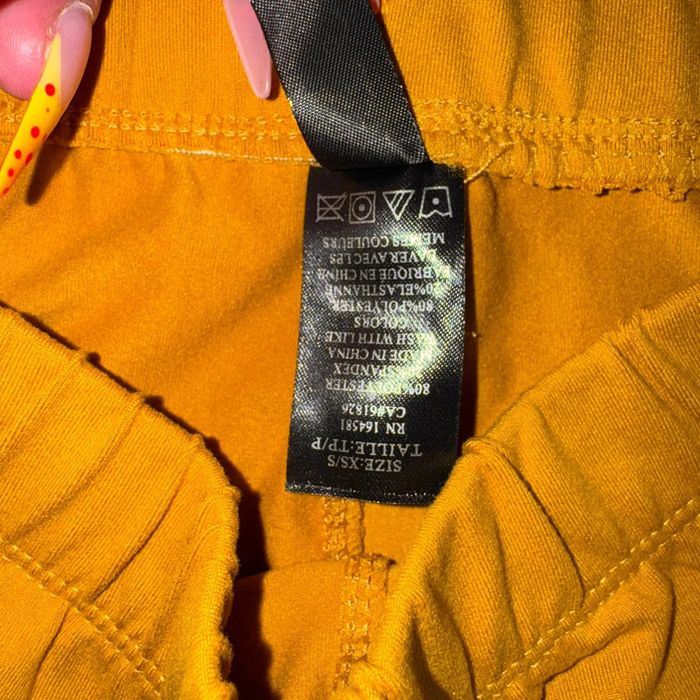 SIZE:XS/S
TAILLE:TP/P
RN 164581
CA#61826
80%POLYESTER
SPANDEX
MADE IN CHINA
WASH WITH LIKE
COLORS
80%POLYESTER
20%ELASTHANNE
FABRIQUE EN CHINE
LAVER AVEC LES
MEMES COULEURS